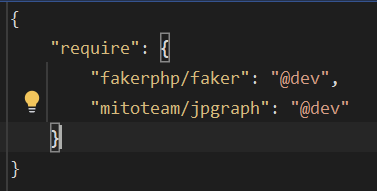 {
    "require": {
        "fakerphp/faker": "@dev",
        "mitoteam/jpgraph": "@dev"
    }
}